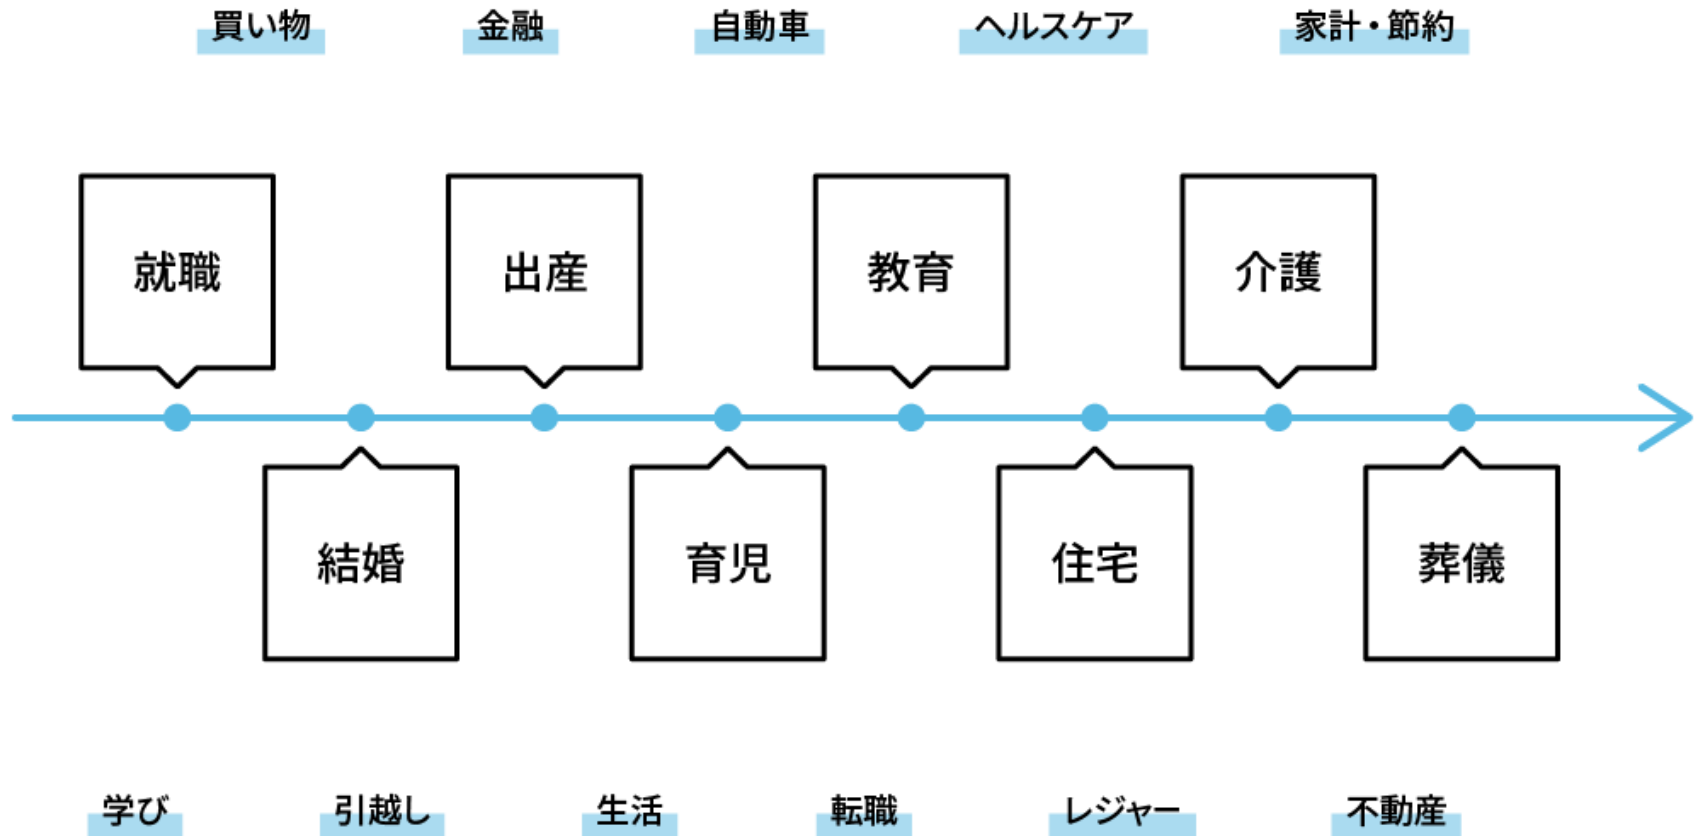 買い物
金融
自動車
ヘルスケア
家計・節約
就職
出産
教育
介護
結婚
育児
住宅
葬儀
学び
引越し
生活
転職
レジャー
不動産